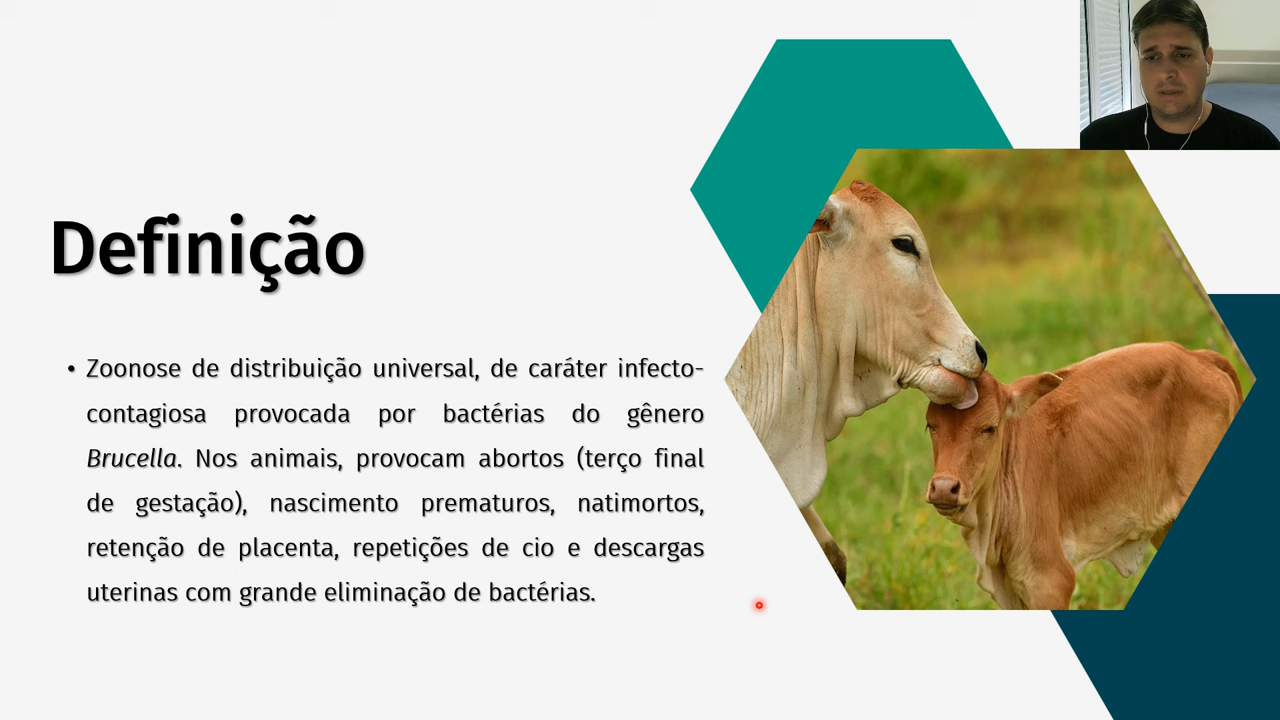 Definição
• Zoonose de distribuição universal, de caráter infecto-
contagiosa provocada por bactérias do gênero
Brucella. Nos animais, provocam abortos (terço final
de gestação), nascimento prematuros, natimortos,
retenção de placenta, repetições de cio e descargas
uterinas com grande eliminação de bactérias.